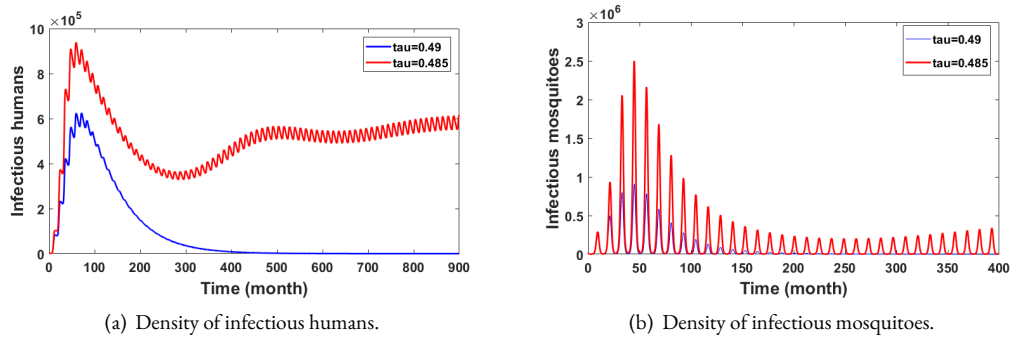 ×10⁵
10
8
6
4
2
0
Infectious humans
tau=0.49
tau=0.485
0 100 200 300 400 500 600 700 800 900
Time (month)
(a) Density of infectious humans.
×10⁶
3
2.5
2
1.5
1
0.5
0
Infectious mosquitoes
tau=0.49
tau=0.485
0 50 100 150 200 250 300 350 400
Time (month)
(b) Density of infectious mosquitoes.